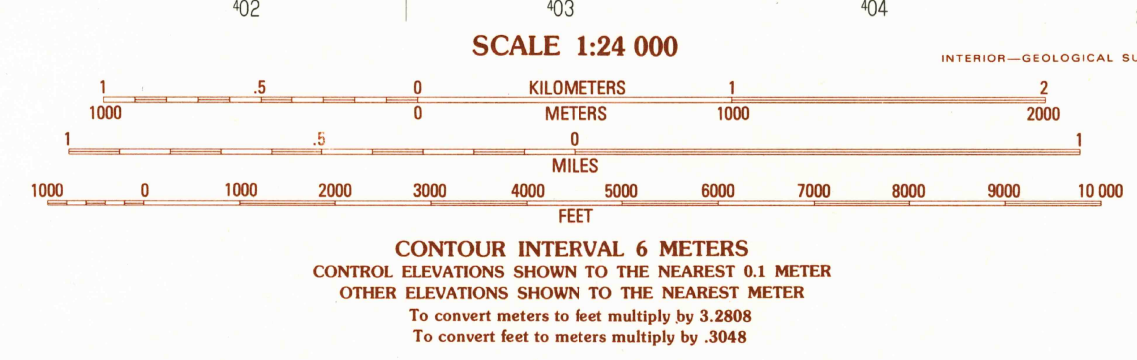 ⁴02 ⁴03 ⁴04
SCALE 1:24 000
INTERIOR—GEOLOGICAL
1 .5 0 KILOMETERS 1 2
1000 0 METERS 1000 2000
1 .5 0 1
MILES
1000 0 1000 2000 3000 4000 5000 6000 7000 8000 9000 10 000
FEET
CONTOUR INTERVAL 6 METERS
CONTROL ELEVATIONS SHOWN TO THE NEAREST 0.1 METER
OTHER ELEVATIONS SHOWN TO THE NEAREST METER
To convert meters to feet multiply by 3.2808
To convert feet to meters multiply by .3048